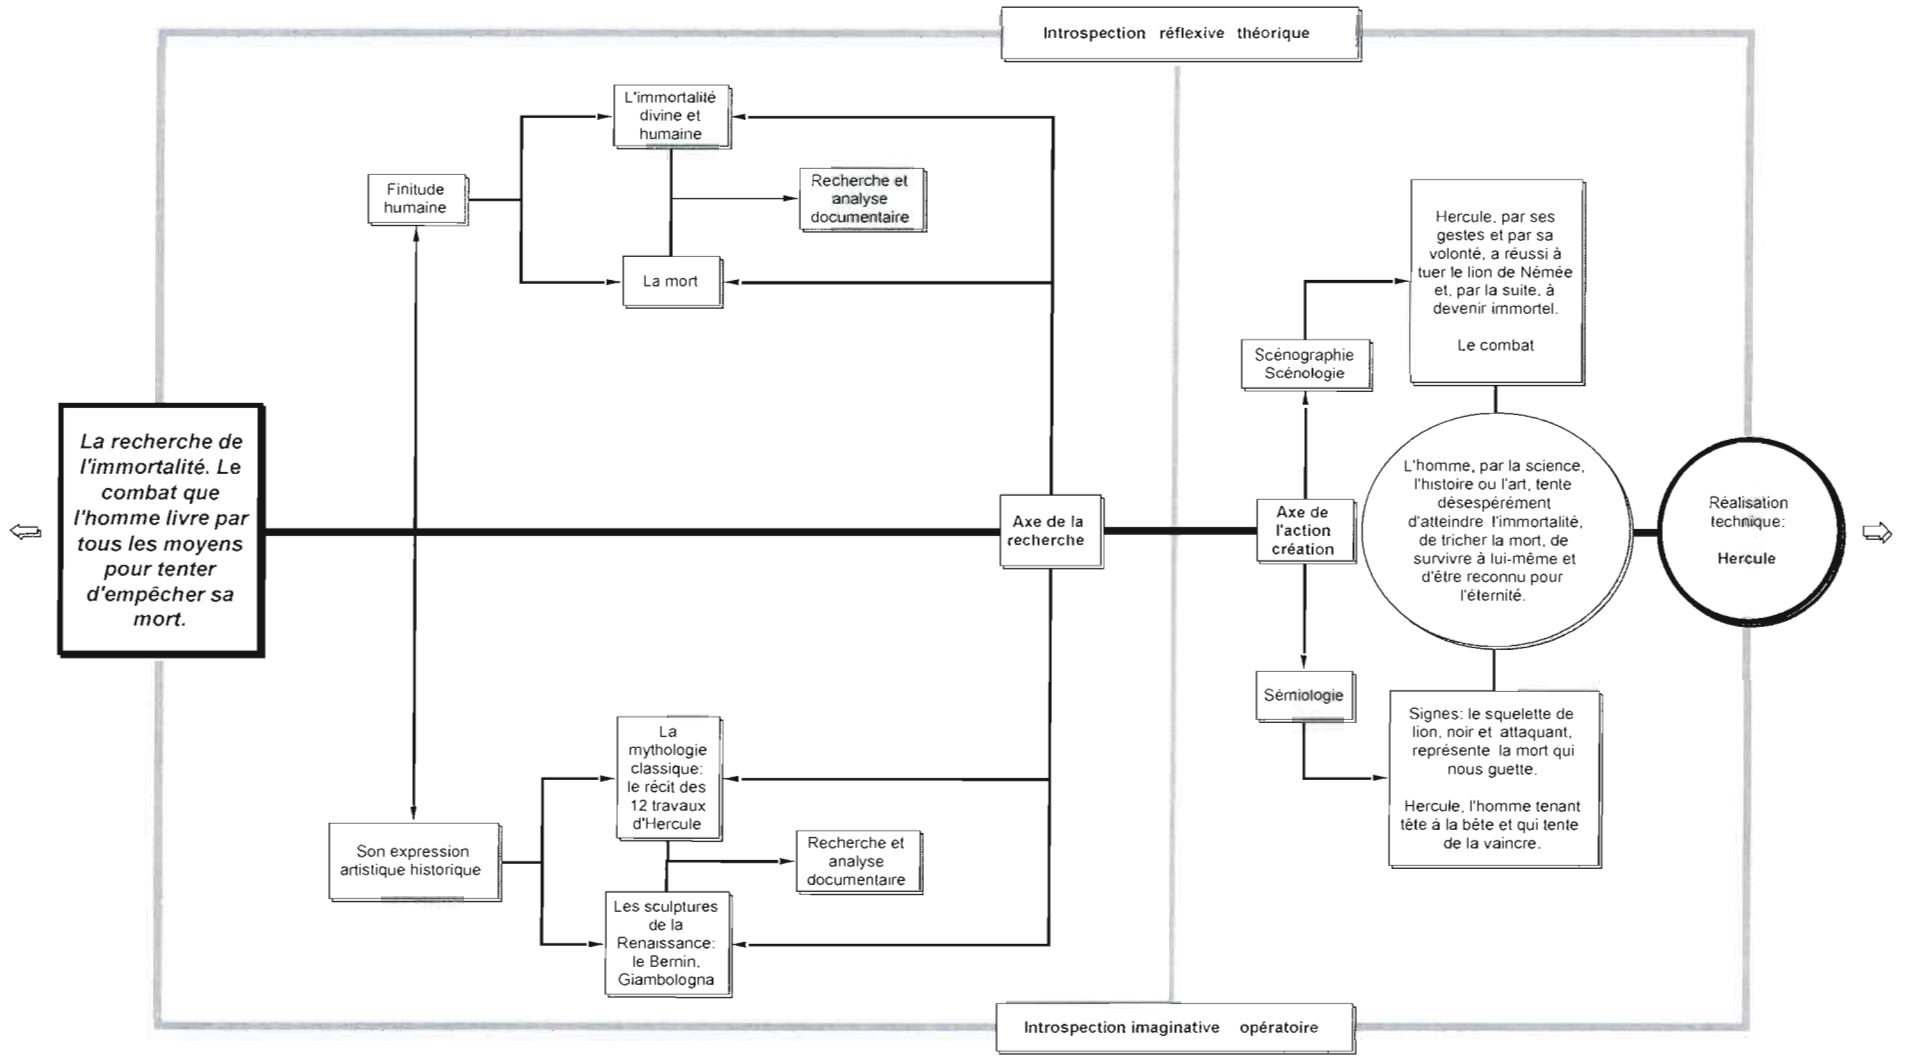 Introspection réflexive théorique
L'immortalité
divine et
humaine
Finitude
humaine
Recherche et
analyse
documentaire
La mort
Hercule, par ses
gestes et par sa
volonté, a réussi à
tuer le lion de Némée
et, par la suite, à
devenir immortel.
Le combat
Scénographie
Scénologie
La recherche de
l'immortalité. Le
combat que
l'homme livre par
tous les moyens
pour tenter
d'empêcher sa
mort.
Axe de la
recherche
Axe de
l'action
création
L'homme, par la science,
l'histoire ou l'art, tente
désespérément
d'atteindre l'immortalité,
de tricher la mort, de
survivre à lui-même et
d'être reconnu pour
l'éternité.
Réalisation
technique:
Hercule
Sémiologie
Signes: le squelette de
lion, noir et attaquant,
représente la mort qui
nous guette.
Hercule, l'homme tenant
tête à la bête et qui tente
de la vaincre.
La
mythologie
classique:
le récit des
12 travaux
d'Hercule
Son expression
artistique historique
Recherche et
analyse
documentaire
Les sculptures
de la
Renaissance:
le Bernin,
Giambologna
Introspection imaginative opératoire